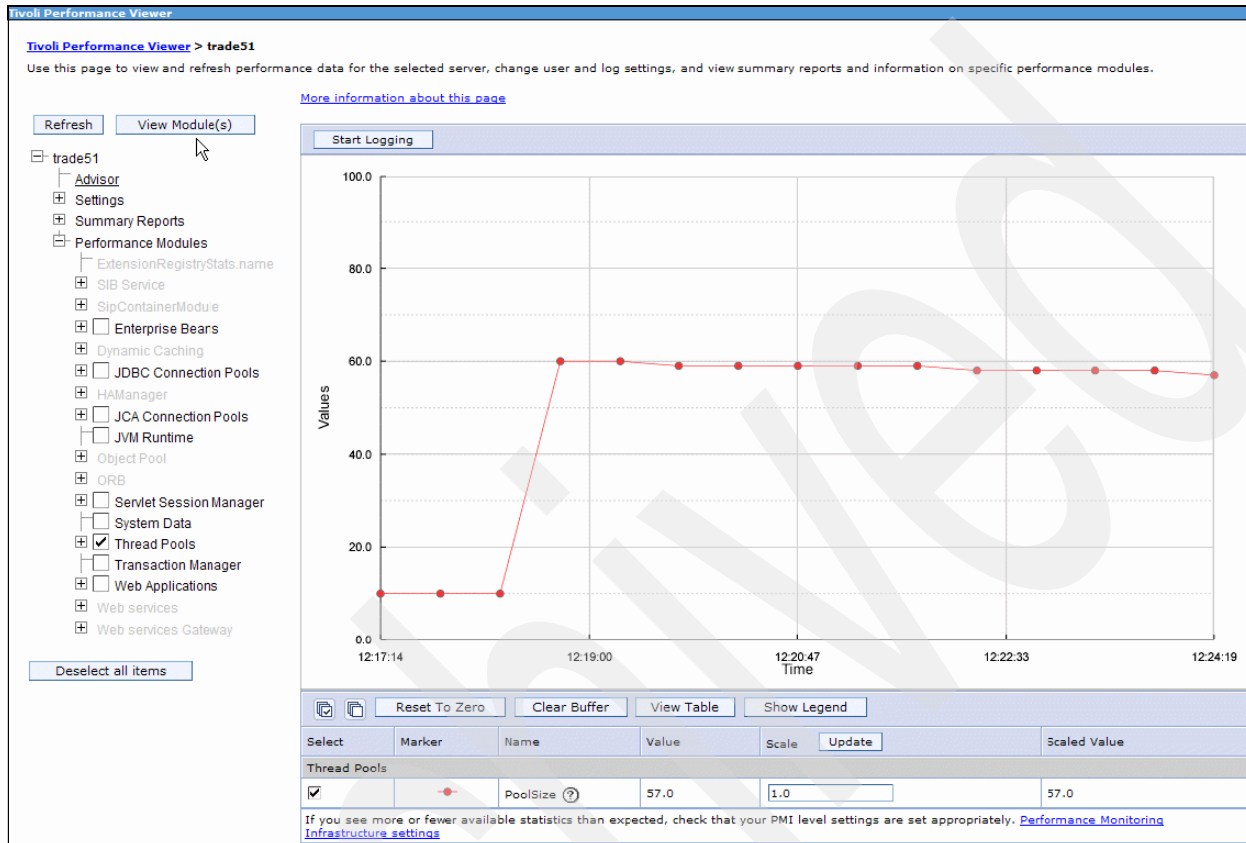 Tivoli Performance Viewer
Tivoli Performance Viewer > trade51
Use this page to view and refresh performance data for the selected server, change user and log settings, and view summary reports and information on specific performance modules.
More information about this page
Refresh View Module(s)
Start Logging
trade51
Advisor
Settings
Summary Reports
Performance Modules
ExtensionRegistryStats.name
SIB Service
SipContainerModule
Enterprise Beans
Dynamic Caching
JDBC Connection Pools
HAManager
JCA Connection Pools
JVM Runtime
Object Pool
ORB
Servlet Session Manager
System Data
Thread Pools
Transaction Manager
Web Applications
Web services
Web services Gateway
Deselect all items
100.0
80.0
60.0
40.0
20.0
0.0
Values
12:17:14 12:19:00 12:20:47 12:22:33 12:24:19
Time
Reset To Zero Clear Buffer View Table Show Legend
Select Marker Name Value Scale Update Scaled Value
Thread Pools
PoolSize ? 57.0 1.0 57.0
If you see more or fewer available statistics than expected, check that your PMI level settings are set appropriately. Performance Monitoring
Infrastructure settings